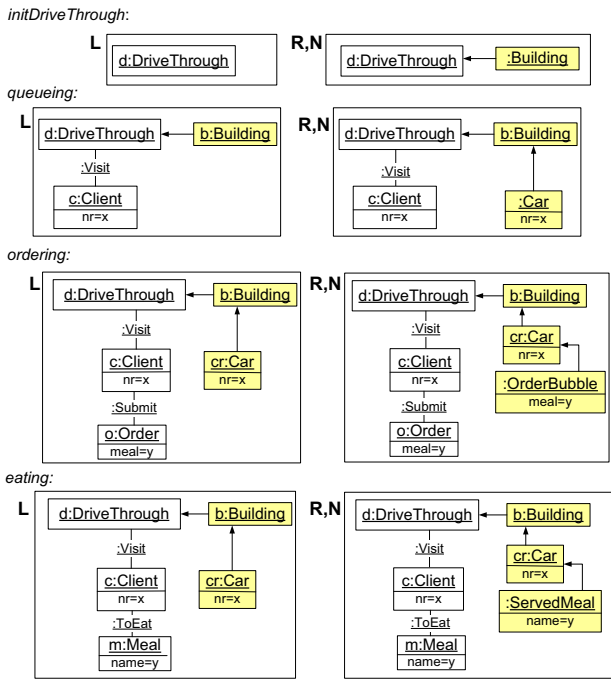 initDriveThrough:
L
d:DriveThrough
R,N
d:DriveThrough
:Building
queueing:
L
d:DriveThrough
b:Building
:Visit
c:Client
nr=x
R,N
d:DriveThrough
b:Building
:Visit
c:Client
nr=x
:Car
nr=x
ordering:
L
d:DriveThrough
b:Building
:Visit
c:Client
nr=x
cr:Car
nr=x
:Submit
o:Order
meal=y
R,N
d:DriveThrough
b:Building
:Visit
cr:Car
nr=x
c:Client
nr=x
:OrderBubble
meal=y
:Submit
o:Order
meal=y
eating:
L
d:DriveThrough
b:Building
:Visit
c:Client
nr=x
cr:Car
nr=x
:ToEat
m:Meal
name=y
R,N
d:DriveThrough
b:Building
:Visit
cr:Car
nr=x
c:Client
nr=x
:ServedMeal
name=y
:ToEat
m:Meal
name=y